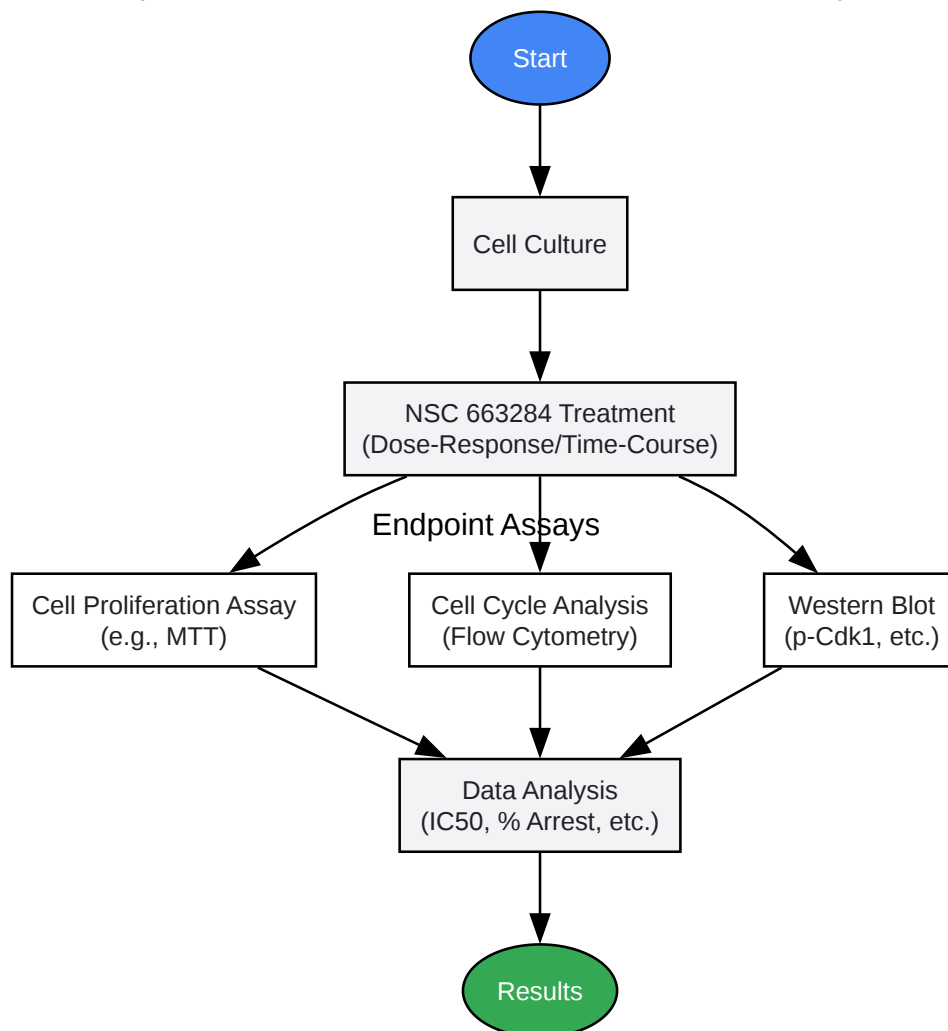 Start
Cell Culture
NSC 663284 Treatment
(Dose-Response/Time-Course)
Endpoint Assays
Cell Proliferation Assay
(e.g., MTT)
Cell Cycle Analysis
(Flow Cytometry)
Western Blot
(p-Cdk1, etc.)
Data Analysis
(IC50, % Arrest, etc.)
Results